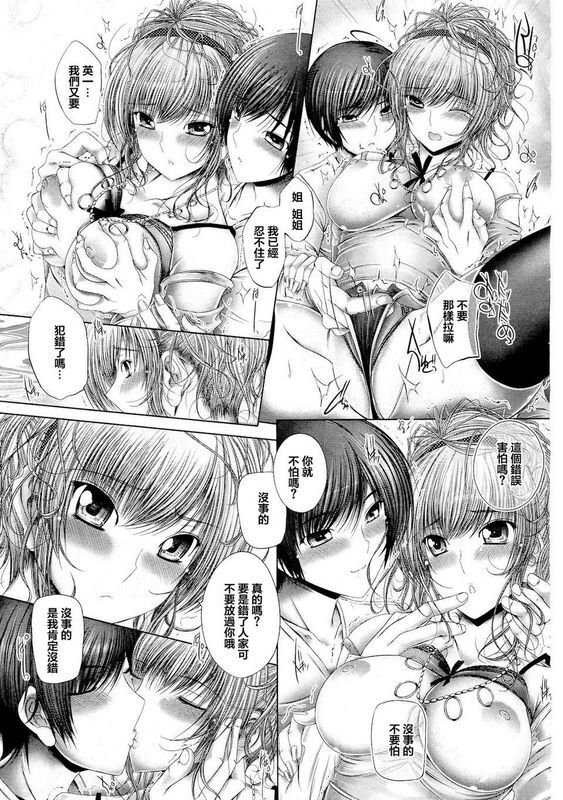 姐 姐姐
不要
那樣拉嘛
英一…
我們又要
我已經
忍不住了
犯錯了嗎…
這個錯誤
害怕嗎？
你就
不怕嗎？
沒事的
不要怕
沒事的
真的嗎？
要是錯了人家可
不要放過你哦
沒事的
是我肯定沒錯